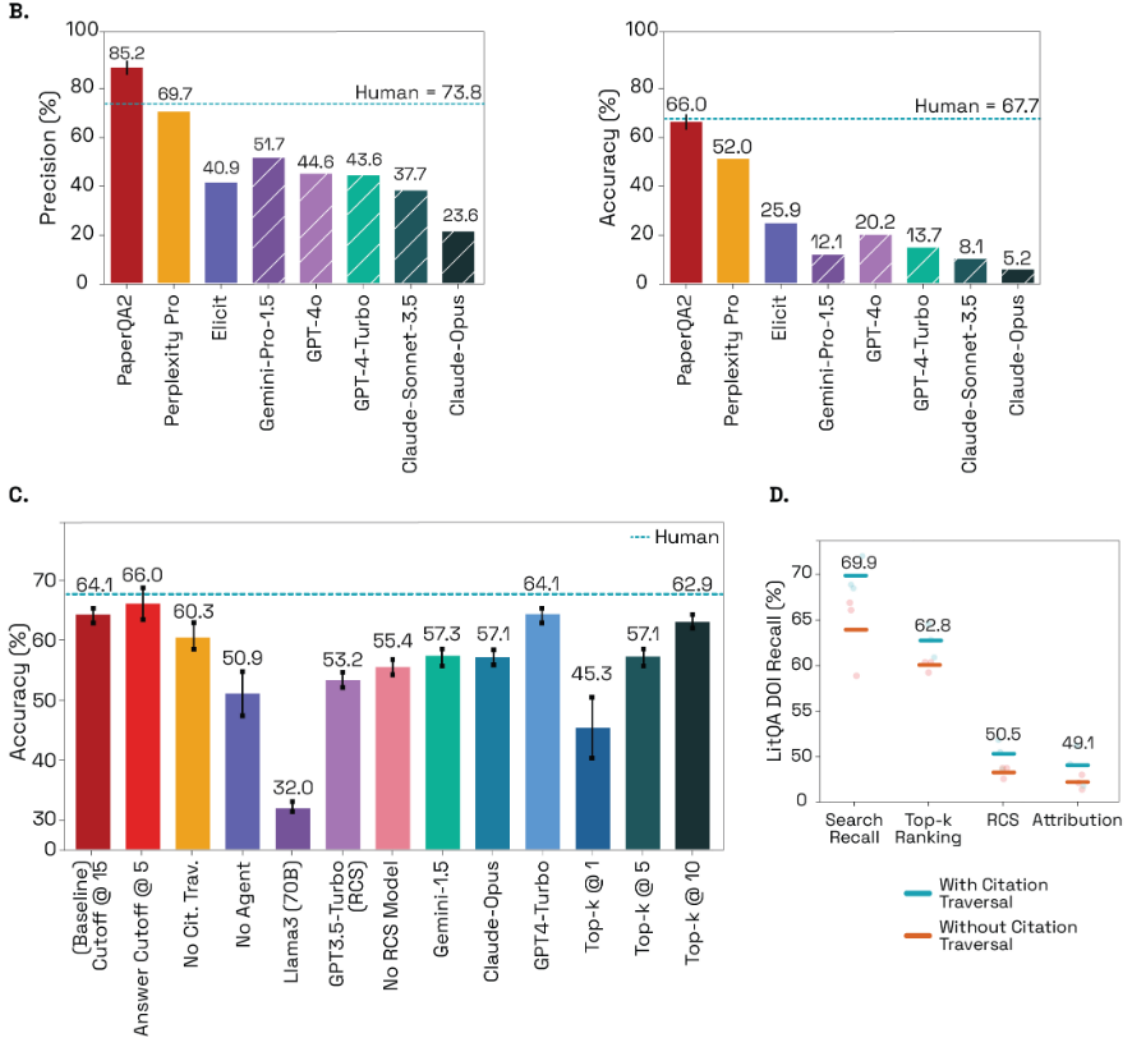 B.
Precision (%)
100
80
60
40
20
0
85.2
69.7
40.9
51.7
44.6
43.6
37.7
23.6
Human = 73.8
PaperQA2
Perplexity Pro
Elicit
Gemini-Pro-1.5
GPT-4o
GPT-4-Turbo
Claude-Sonnet-3.5
Claude-Opus
Accuracy (%)
100
80
60
40
20
0
66.0
52.0
25.9
12.1
20.2
13.7
8.1
5.2
Human = 67.7
PaperQA2
Perplexity Pro
Elicit
Gemini-Pro-1.5
GPT-4o
GPT-4-Turbo
Claude-Sonnet-3.5
Claude-Opus
C.
Accuracy (%)
70
60
50
40
30
0
Human
64.1
66.0
60.3
50.9
32.0
53.2
55.4
57.3
57.1
64.1
45.3
57.1
62.9
(Baseline)
Cutoff @ 15
Answer Cutoff @ 5
No Cit. Trav.
No Agent
Llama3 (70B)
GPT3.5-Turbo
(RCS)
No RCS Model
Gemini-1.5
Claude-Opus
GPT4-Turbo
Top-k @ 1
Top-k @ 5
Top-k @ 10
D.
LitQA DOI Recall (%)
70
65
60
55
50
0
69.9
62.8
50.5
49.1
Search
Recall
Top-k
Ranking
RCS
Attribution
With Citation
Traversal
Without Citation
Traversal